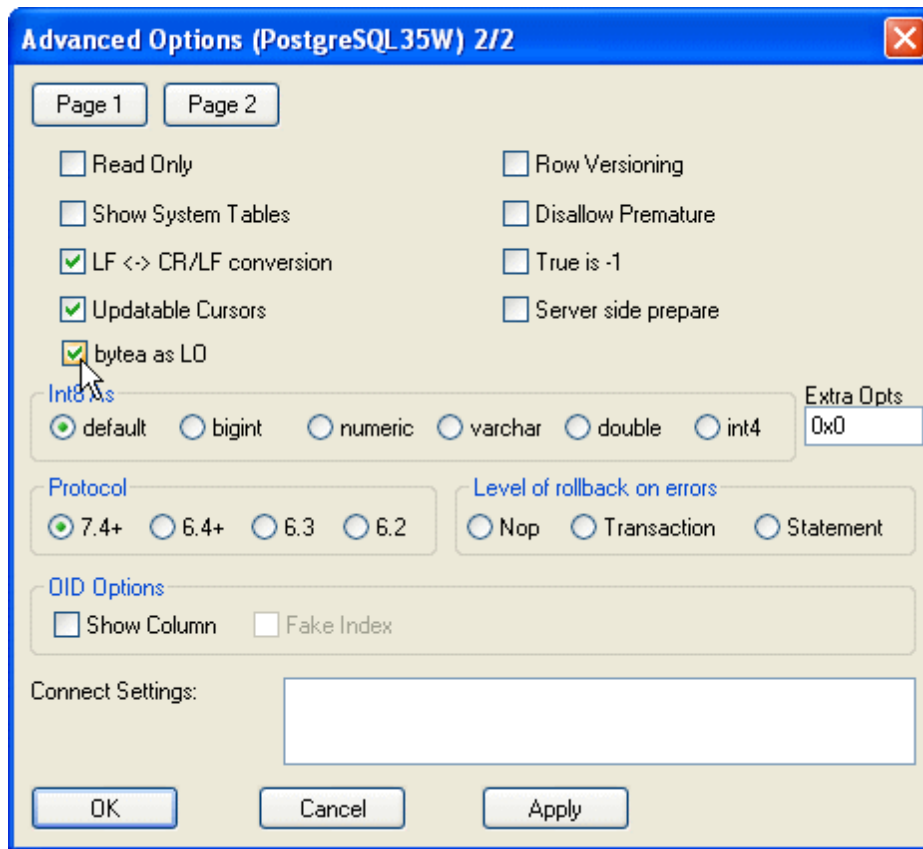 Advanced Options (PostgreSQL35W) 2/2
Page 1 Page 2
Read Only Row Versioning
Show System Tables Disallow Premature
LF <-> CR/LF conversion True is -1
Updatable Cursors Server side prepare
bytea as LO
Int8 As Extra Opts
default bigint numeric varchar double int4 0x0
Protocol Level of rollback on errors
7.4+ 6.4+ 6.3 6.2 Nop Transaction Statement
OID Options
Show Column Fake Index
Connect Settings:
OK Cancel Apply